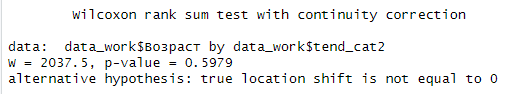 Wilcoxon rank sum test with continuity correction
data:  data_work$Возраст by data_work$tend_cat2
W = 2037.5, p-value = 0.5979
alternative hypothesis: true location shift is not equal to 0